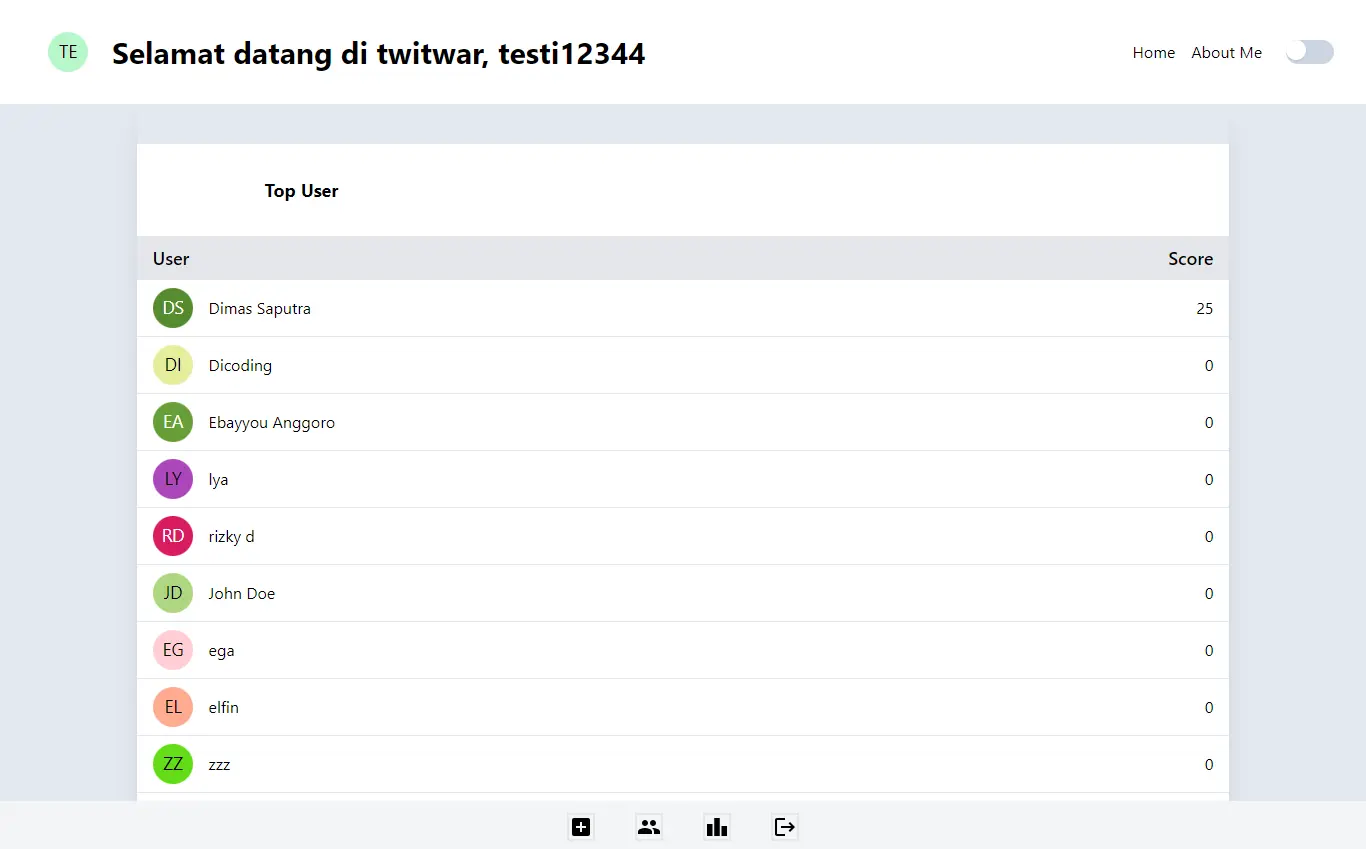 TE Selamat datang di twitwar, testi12344 Home About Me
Top User
User Score
DS Dimas Saputra 25
DI Dicoding 0
EA Ebayyou Anggoro 0
LY lya 0
RD rizky d 0
JD John Doe 0
EG ega 0
EL elfin 0
ZZ zzz 0